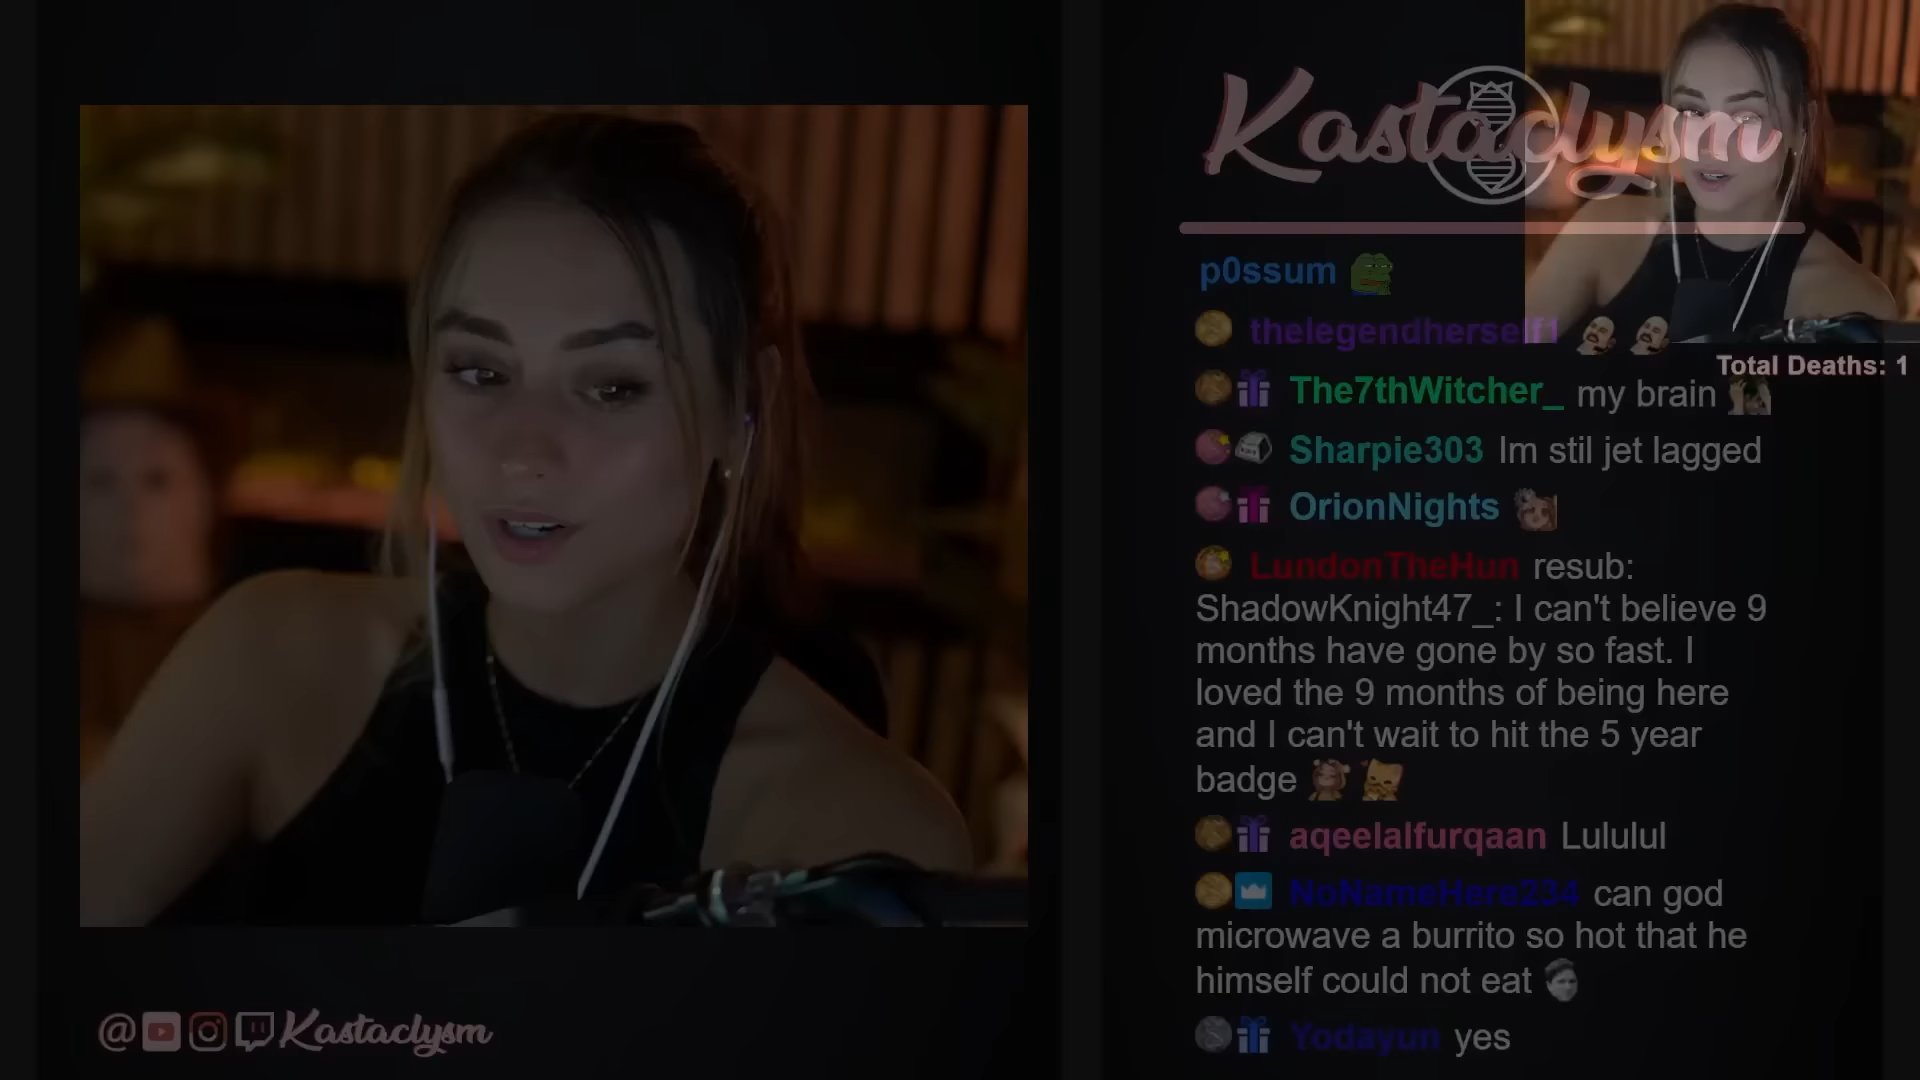 Kastaclysm
p0ssum
thelegendherself1
Total Deaths: 1
The7thWitcher_ my brain
Sharpie303 Im stil jet lagged
OrionNights
LundonTheHun resub:
ShadowKnight47_: I can't believe 9
months have gone by so fast. I
loved the 9 months of being here
and I can't wait to hit the 5 year
badge
aqeelalfurqaan Lululul
NoNameHere234 can god
microwave a burrito so hot that he
himself could not eat
Yodayun yes
@ Kastaclysm